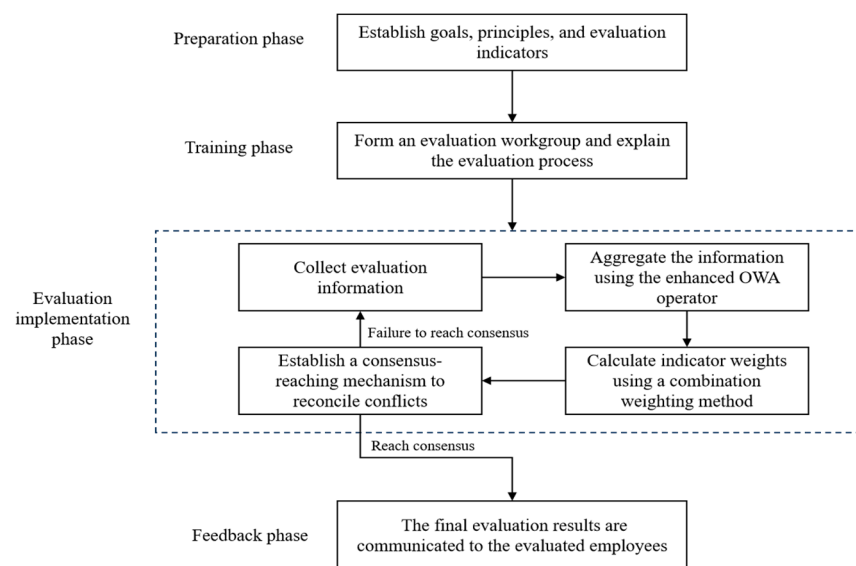 Preparation phase
Establish goals, principles, and evaluation
indicators
Training phase
Form an evaluation workgroup and explain
the evaluation process
Evaluation
implementation
phase
Collect evaluation
information
Aggregate the information
using the enhanced OWA
operator
Failure to reach consensus
Establish a consensus-
reaching mechanism to
reconcile conflicts
Calculate indicator weights
using a combination
weighting method
Reach consensus
Feedback phase
The final evaluation results are
communicated to the evaluated employees